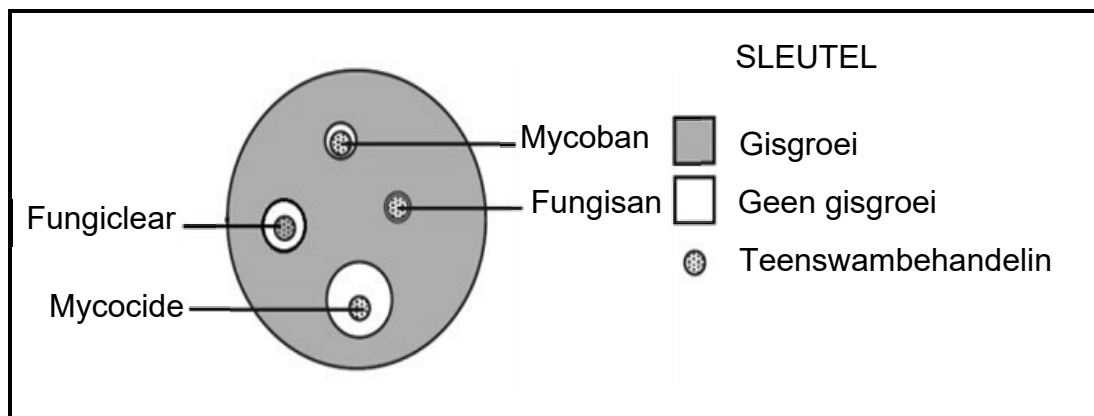 SLEUTEL
Mycoban
Gisgroei
Fungisan
Geen gisgroei
Fungiclear
Teenswambehandelin
Mycocide